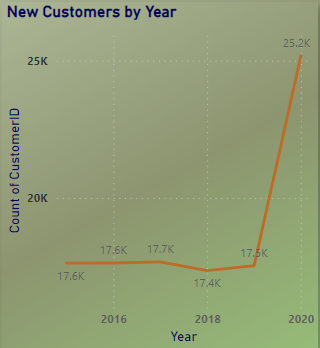 New Customers by Year
25.2K
25K
Count of CustomerID
20K
17.6K
17.6K
17.7K
17.4K
17.5K
2016
2018
2020
Year